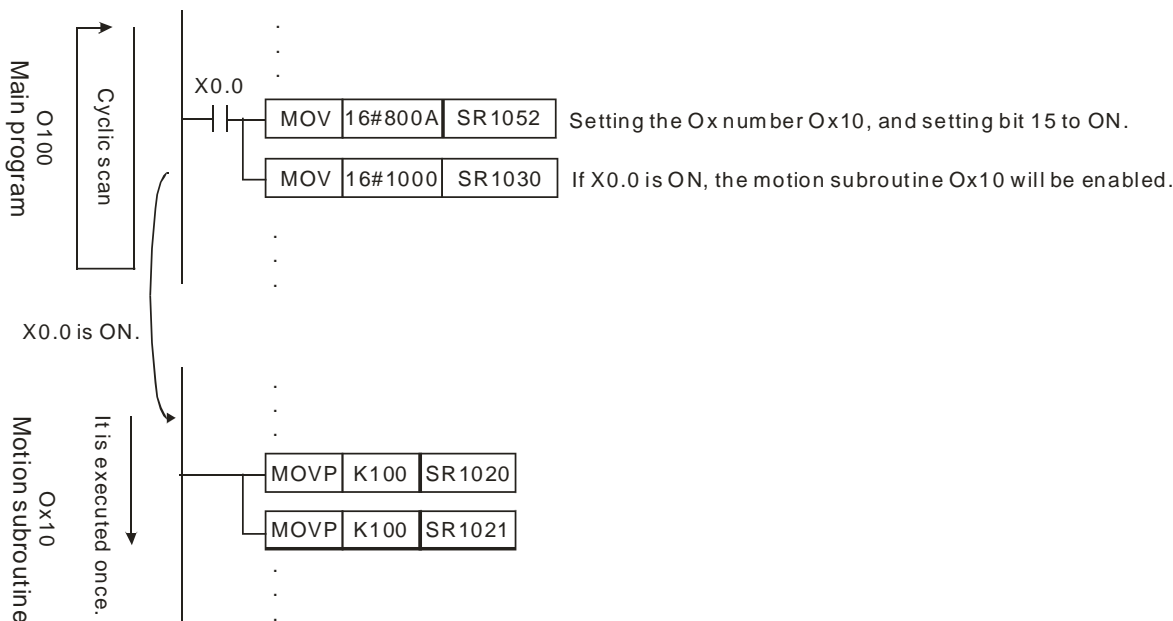 O100
Main program
Cyclic scan
X0.0
MOV 16#800A SR1052
Setting the Ox number Ox10, and setting bit 15 to ON.
MOV 16#1000 SR1030
If X0.0 is ON, the motion subroutine Ox10 will be enabled.
X0.0 is ON.
Ox10
Motion subroutine
It is executed once.
MOVP K100 SR1020
MOVP K100 SR1021